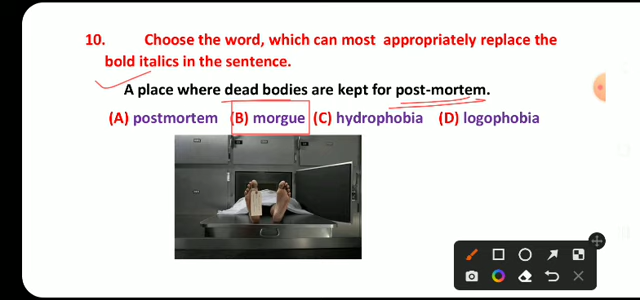 10. Choose the word, which can most appropriately replace the
bold italics in the sentence.
A place where dead bodies are kept for post-mortem.
(A) postmortem (B) morgue (C) hydrophobia (D) logophobia